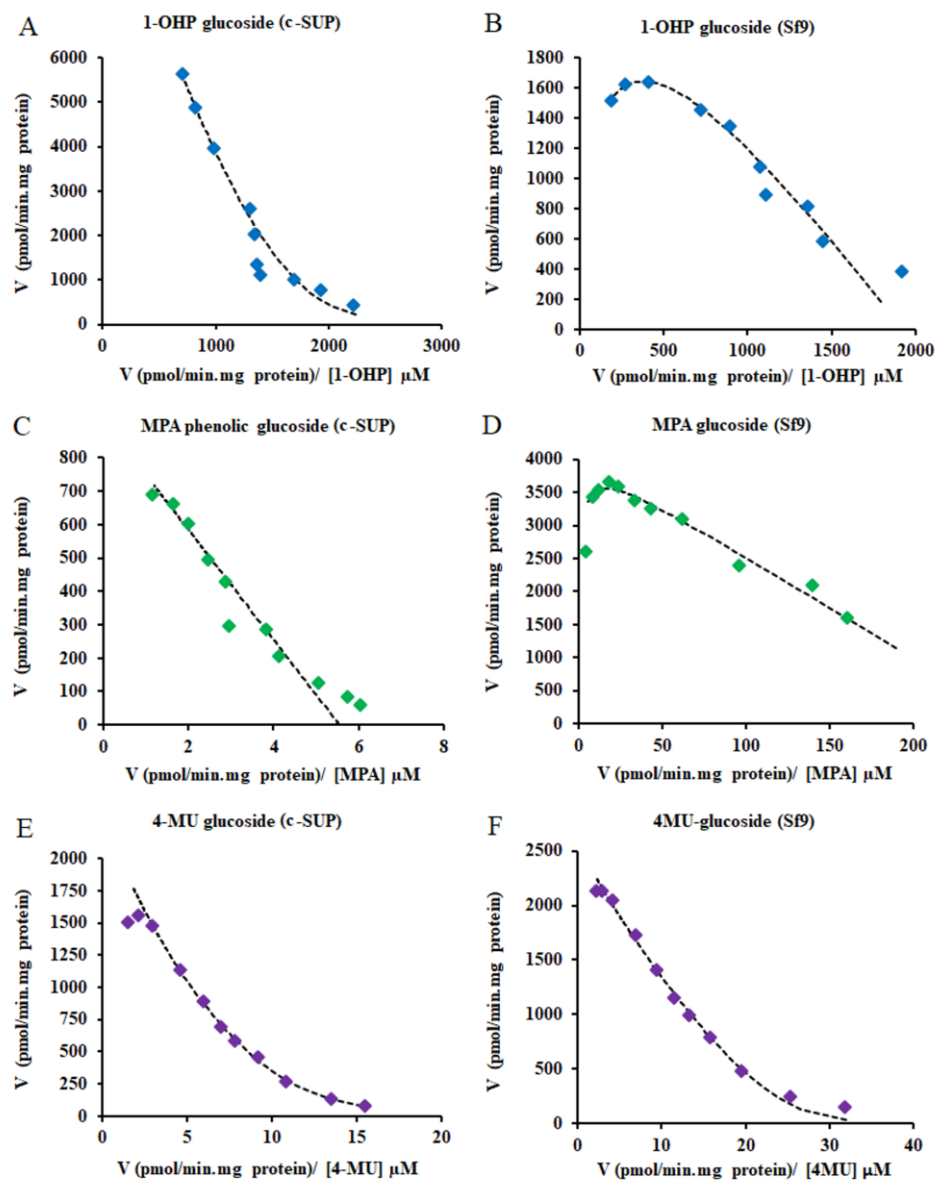 A
1-OHP glucoside (c-SUP)
V (pmol/min.mg protein)
6000
5000
4000
3000
2000
1000
0
0 1000 2000 3000
V (pmol/min.mg protein)/ [1-OHP] µM
B
1-OHP glucoside (Sf9)
V (pmol/min.mg protein)
1800
1600
1400
1200
1000
800
600
400
200
0
0 500 1000 1500 2000
V (pmol/min.mg protein)/ [1-OHP] µM
C
MPA phenolic glucoside (c-SUP)
V (pmol/min.mg protein)
800
700
600
500
400
300
200
100
0
0 2 4 6 8
V (pmol/min.mg protein)/ [MPA] µM
D
MPA glucoside (Sf9)
V (pmol/min.mg protein)
4000
3500
3000
2500
2000
1500
1000
500
0
0 50 100 150 200
V (pmol/min.mg protein)/ [MPA] µM
E
4-MU glucoside (c-SUP)
V (pmol/min.mg protein)
2000
1750
1500
1250
1000
750
500
250
0
0 5 10 15 20
V (pmol/min.mg protein)/ [4-MU] µM
F
4MU-glucoside (Sf9)
V (pmol/min.mg protein)
2500
2000
1500
1000
500
0
0 10 20 30 40
V (pmol/min.mg protein)/ [4MU] µM